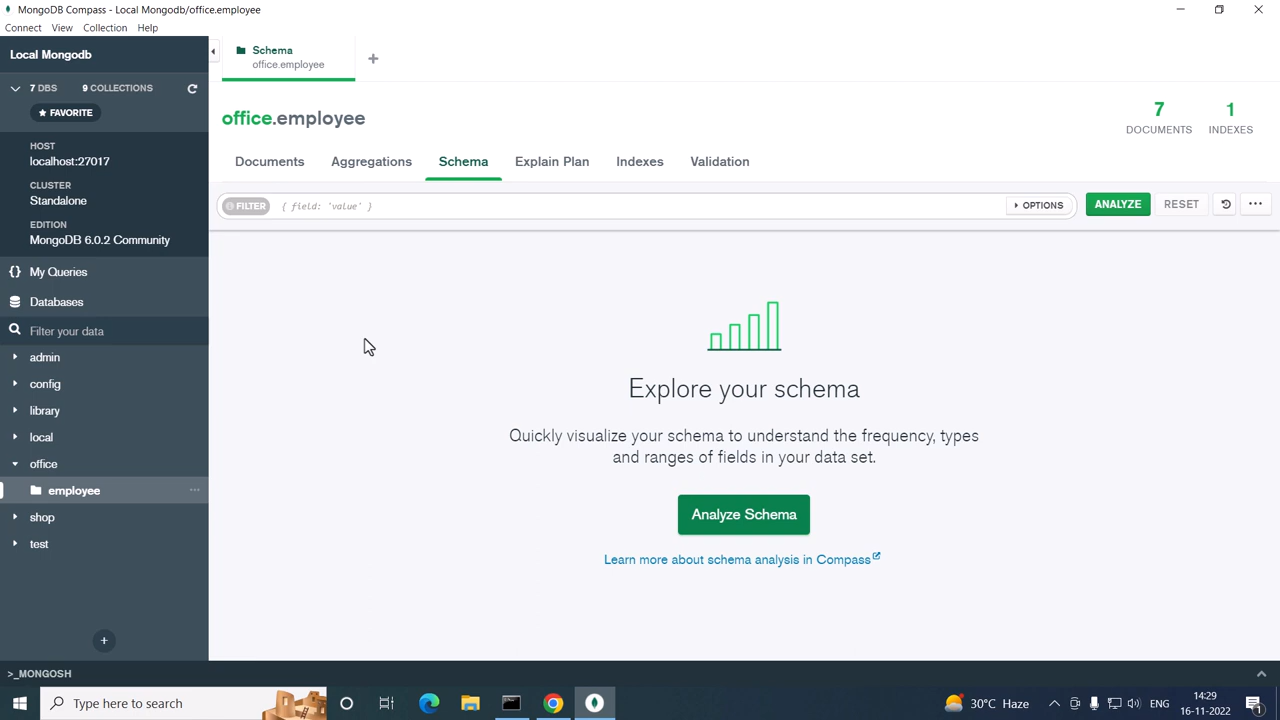 MongoDB Compass - Local Mongodb/office.employee
Connect View Collection Help
Local Mongodb
7 DBS 9 COLLECTIONS
★ FAVORITE
HOST
localhost:27017
CLUSTER
Standalone
EDITION
MongoDB 6.0.2 Community
{} My Queries
Databases
Filter your data
admin
config
library
local
office
employee
shop
test
+
Schema
office.employee
+
office.employee
7
DOCUMENTS
1
INDEXES
Documents Aggregations Schema Explain Plan Indexes Validation
FILTER { field: 'value' } OPTIONS ANALYZE RESET
Explore your schema
Quickly visualize your schema to understand the frequency, types
and ranges of fields in your data set.
Analyze Schema
Learn more about schema analysis in Compass
>_MONGOSH
Type here to search
30°C Haze
ENG
14:29
16-11-2022
1